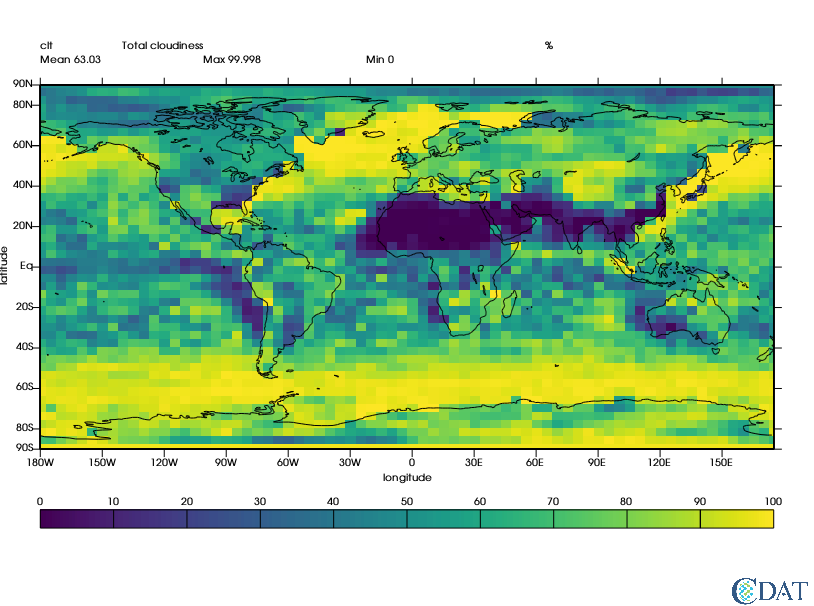 clt Total cloudiness %
Mean 63.03 Max 99.998 Min 0
90N
80N
60N
40N
20N
Eq
20S
40S
60S
80S
90S
latitude
180W 150W 120W 90W 60W 30W 0 30E 60E 90E 120E 150E
longitude
0 10 20 30 40 50 60 70 80 90 100
CDAT